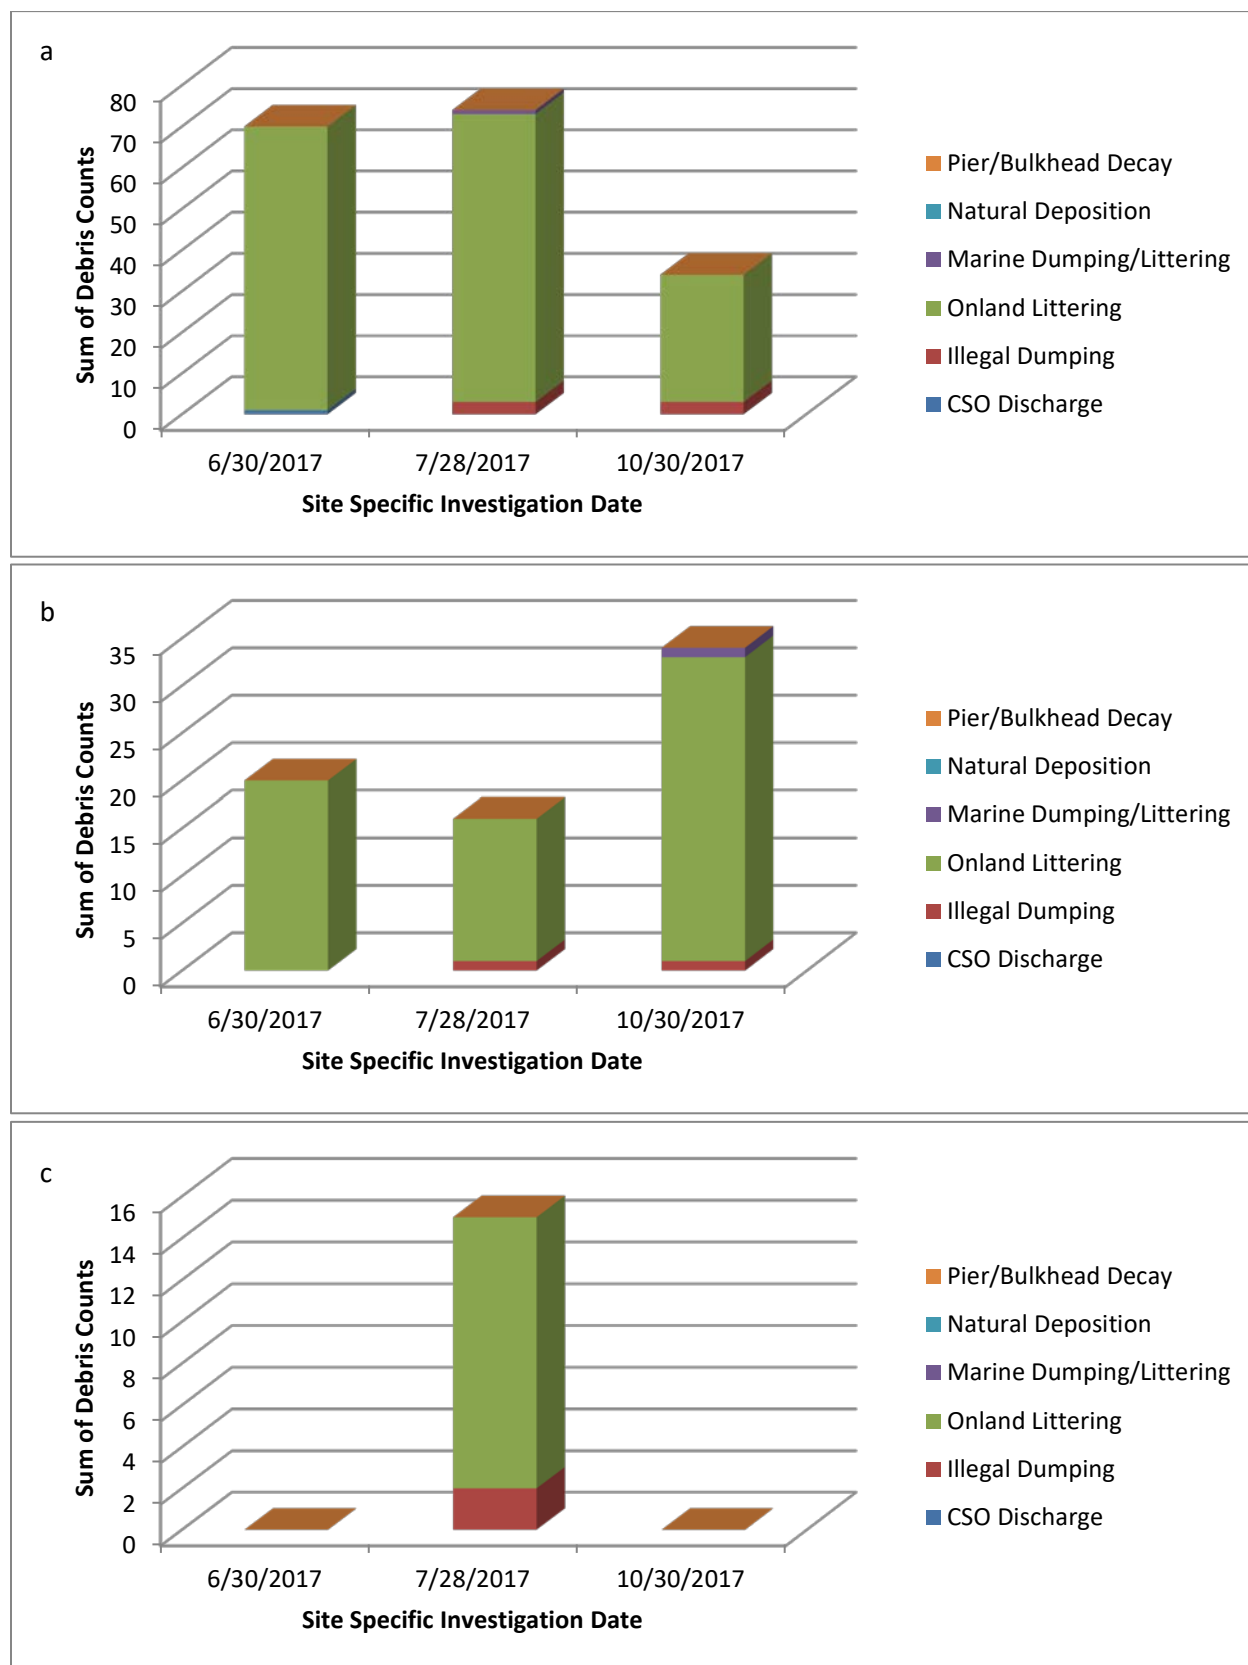 a
80
70
60
50
40
30
20
10
0
Sum of Debris Counts
6/30/2017 7/28/2017 10/30/2017
Site Specific Investigation Date
Pier/Bulkhead Decay
Natural Deposition
Marine Dumping/Littering
Onland Littering
Illegal Dumping
CSO Discharge
b
35
30
25
20
15
10
5
0
Sum of Debris Counts
6/30/2017 7/28/2017 10/30/2017
Site Specific Investigation Date
Pier/Bulkhead Decay
Natural Deposition
Marine Dumping/Littering
Onland Littering
Illegal Dumping
CSO Discharge
c
16
14
12
10
8
6
4
2
0
Sum of Debris Counts
6/30/2017 7/28/2017 10/30/2017
Site Specific Investigation Date
Pier/Bulkhead Decay
Natural Deposition
Marine Dumping/Littering
Onland Littering
Illegal Dumping
CSO Discharge